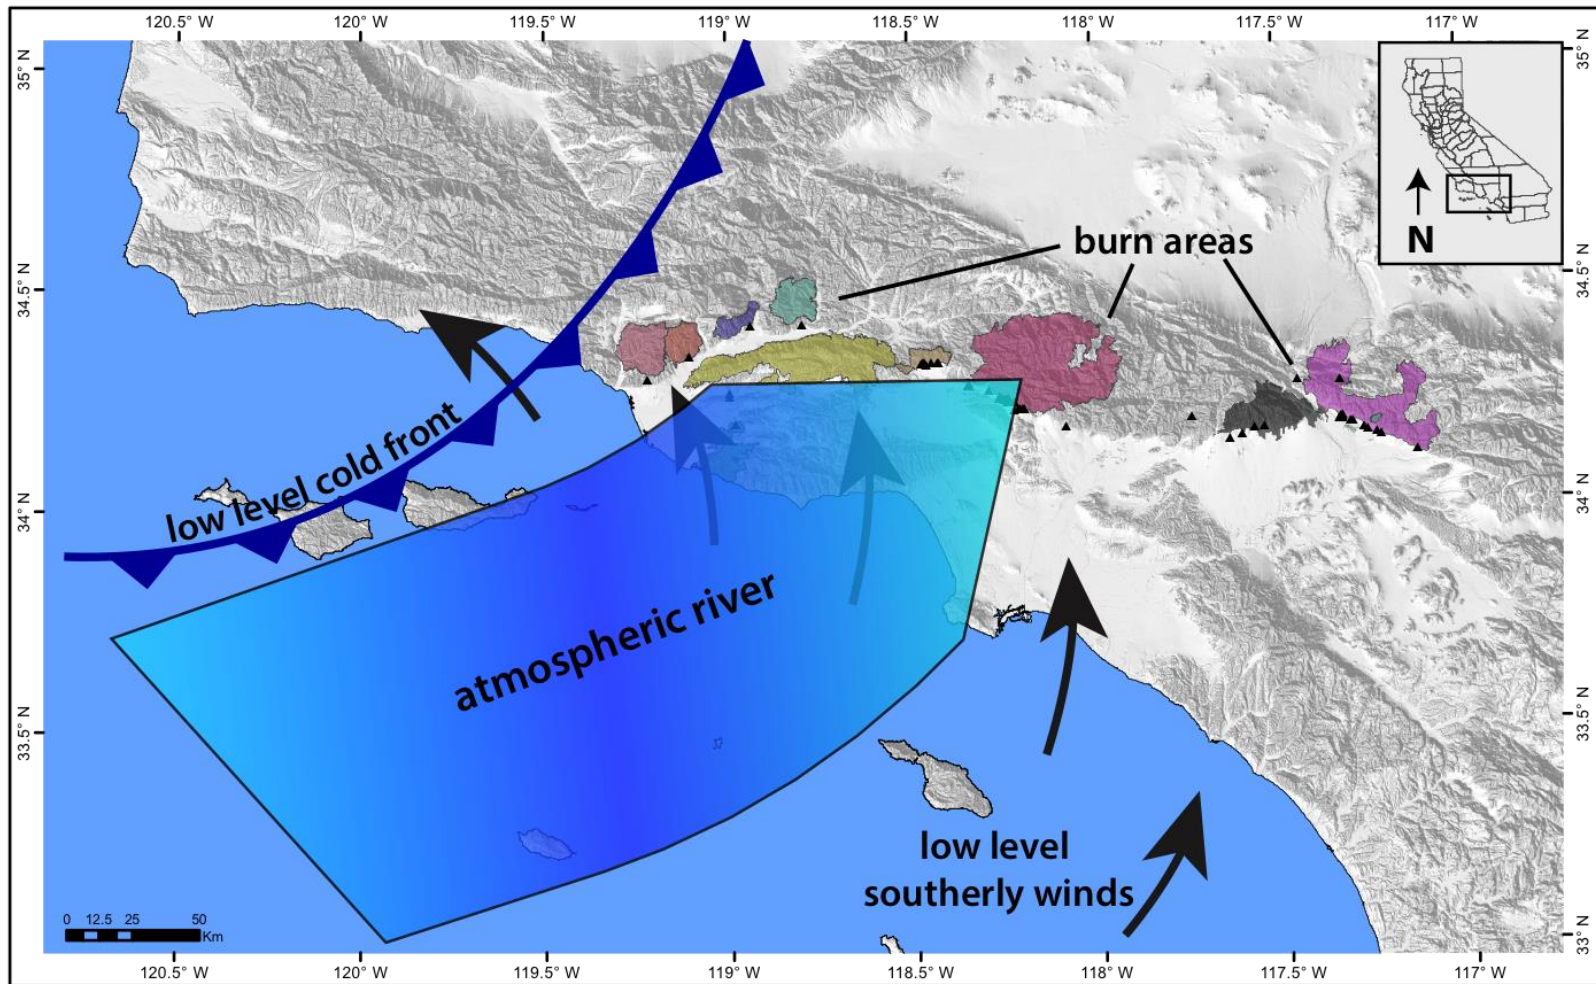 120.5° W 120° W 119.5° W 119° W 118.5° W 118° W 117.5° W 117° W
35° N
35° N
N
burn areas
34.5° N
34.5° N
low level cold front
34° N
34° N
atmospheric river
33.5° N
33.5° N
low level
southerly winds
0 12.5 25 50
Km
33° N
120.5° W 120° W 119.5° W 119° W 118.5° W 118° W 117.5° W 117° W